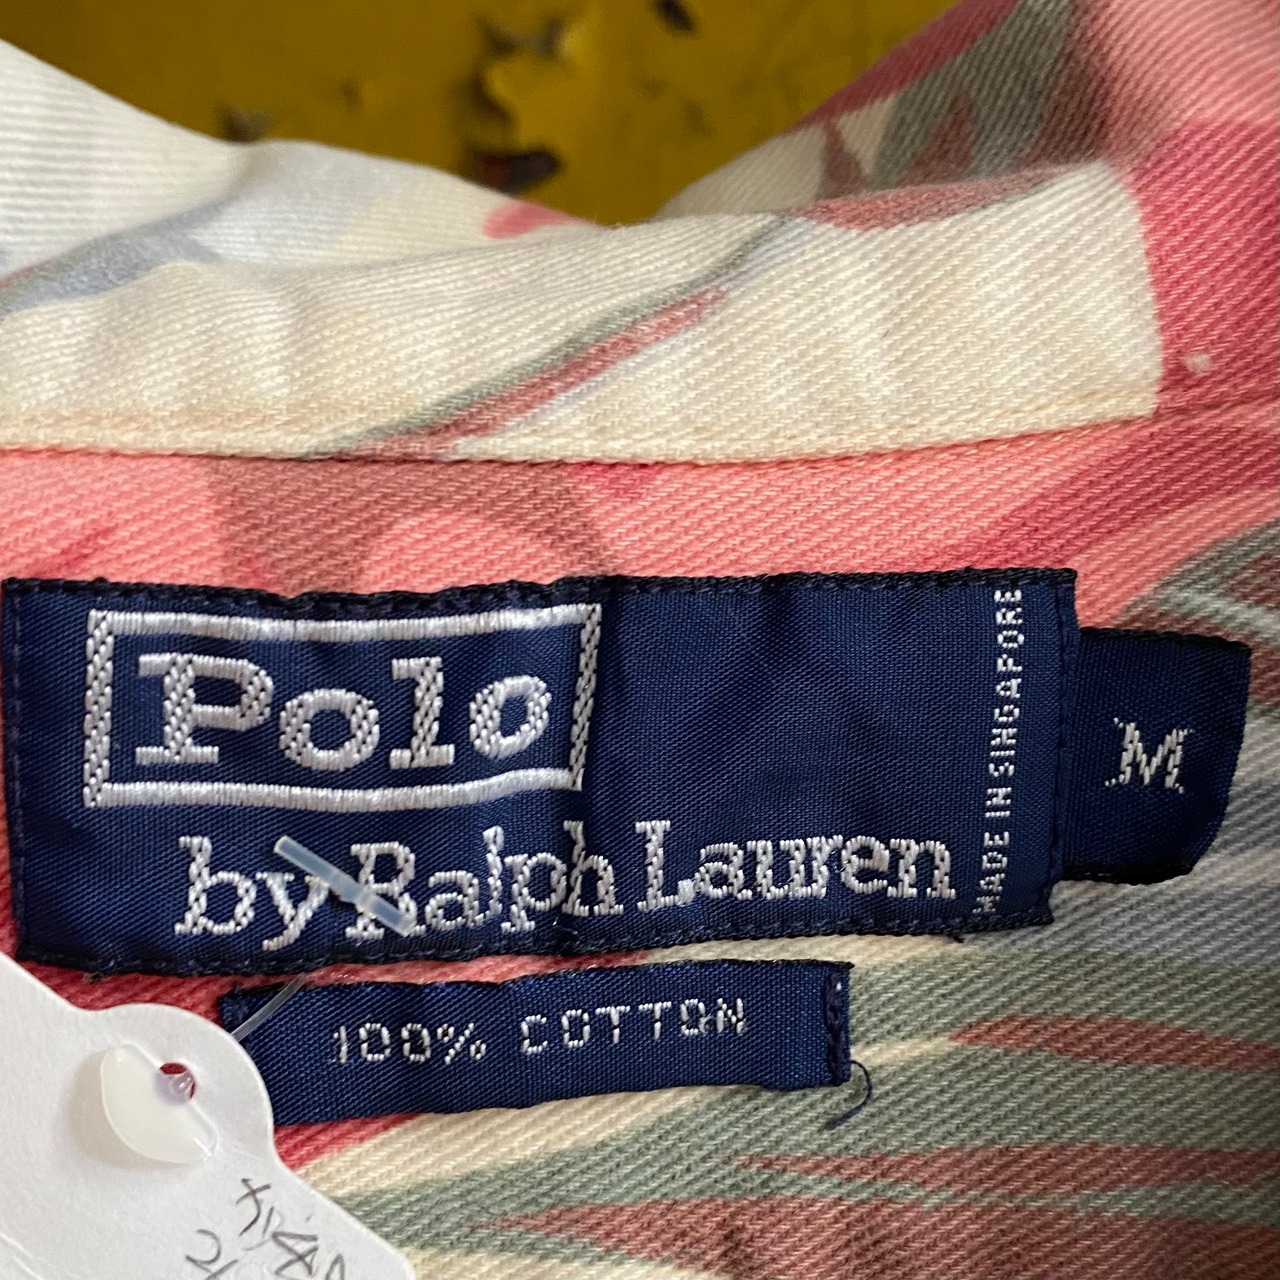 Polo
by Ralph Lauren
MADE IN SINGAPORE
M
100% COTTON